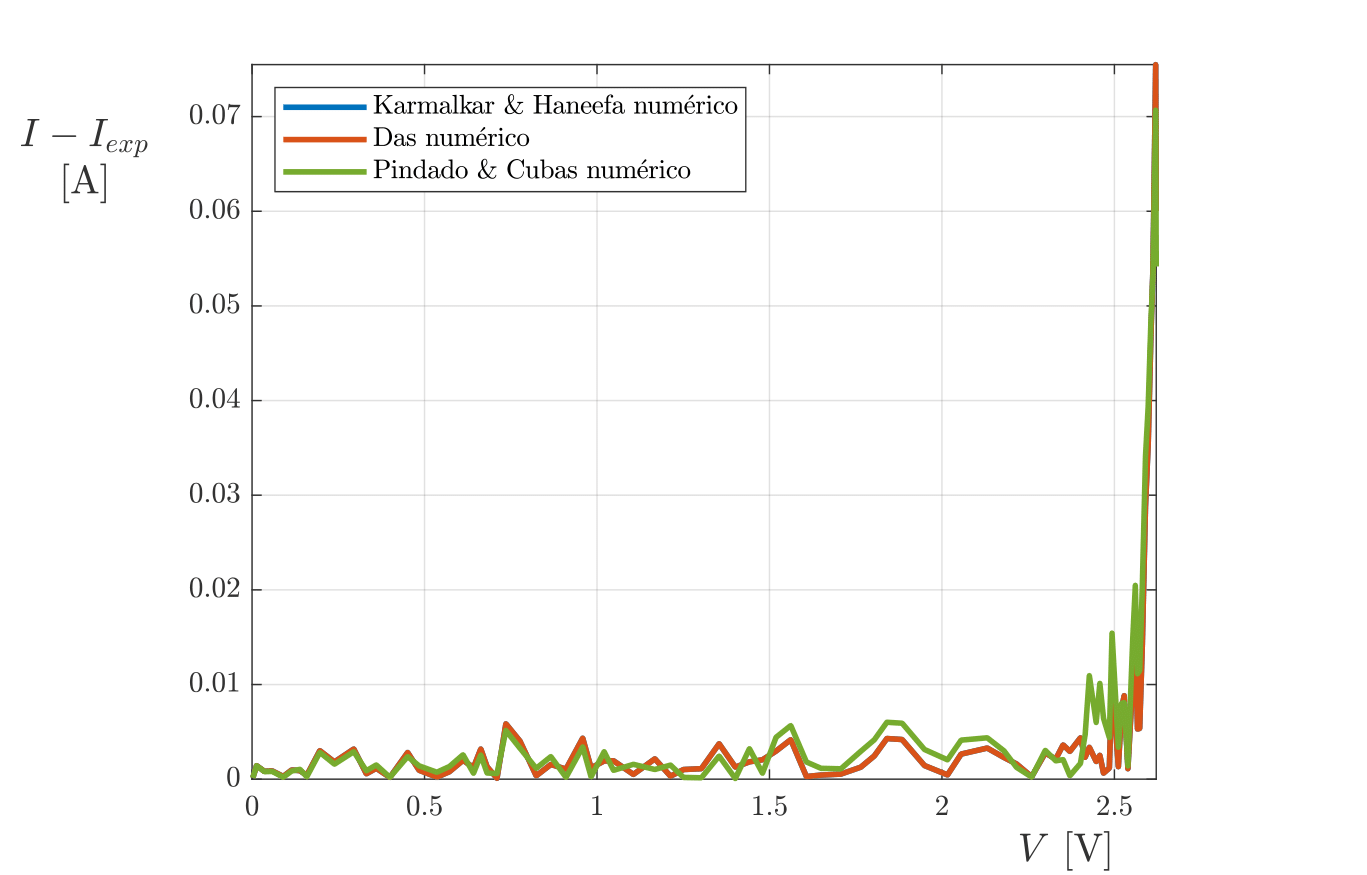 I − I_exp
[A]
Karmalkar & Haneefa numérico
Das numérico
Pindado & Cubas numérico
0.07
0.06
0.05
0.04
0.03
0.02
0.01
0
0 0.5 1 1.5 2 2.5
V [V]